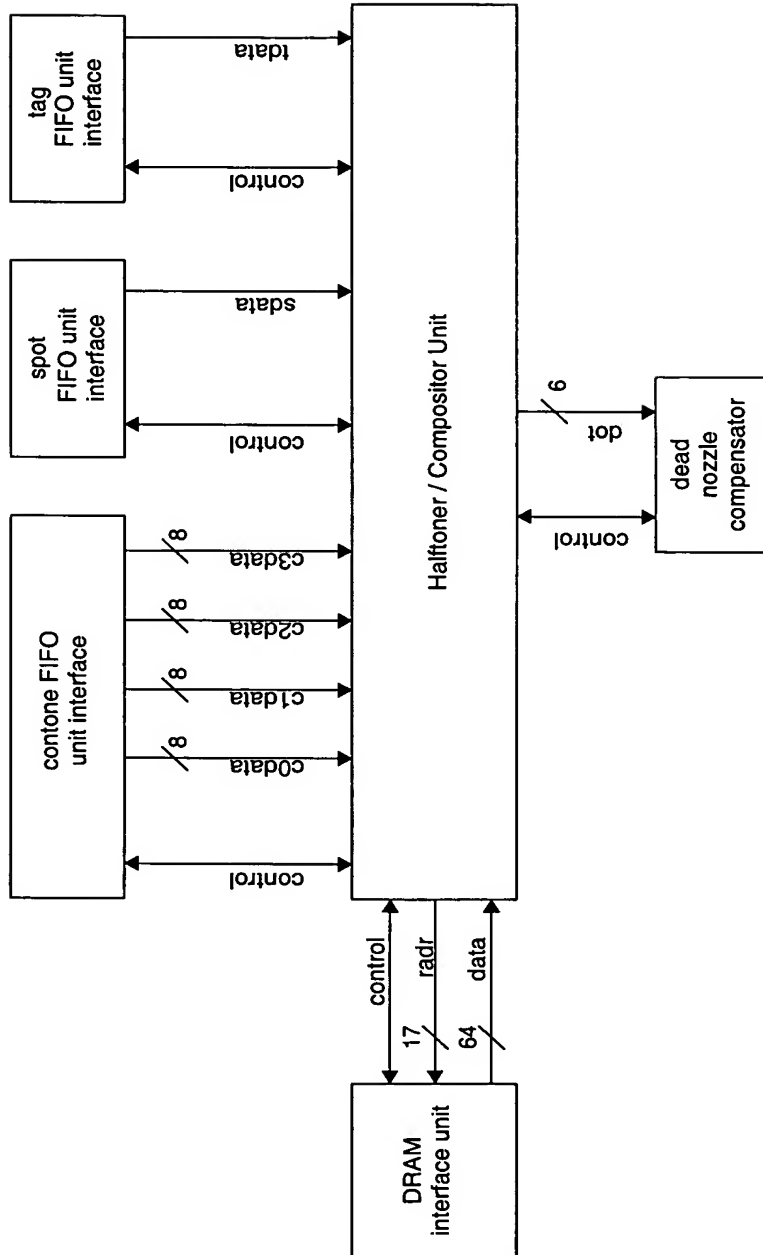 tag
FIFO unit
interface
tdata
control
spot
FIFO unit
interface
sdata
control
contone FIFO
unit interface
8
c3data
8
c2data
8
c1data
8
c0data
control
Halftoner / Compositor Unit
6
dot
control
dead
nozzle
compensator
control
radr
data
17
64
DRAM
interface unit